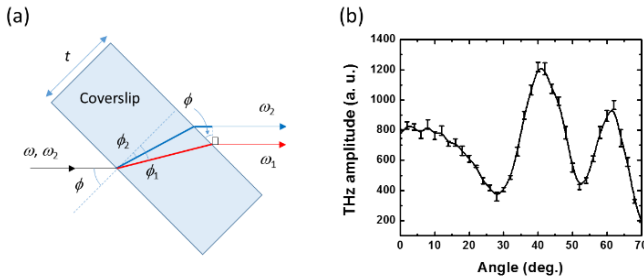 (a)
t
Coverslip
ϕ
ω₂
ϕ₂
ϕ₁
ω, ω₂
ω₁
ϕ
(b)
THz amplitude (a. u.)
1400
1200
1000
800
600
400
200
0 10 20 30 40 50 60 70
Angle (deg.)